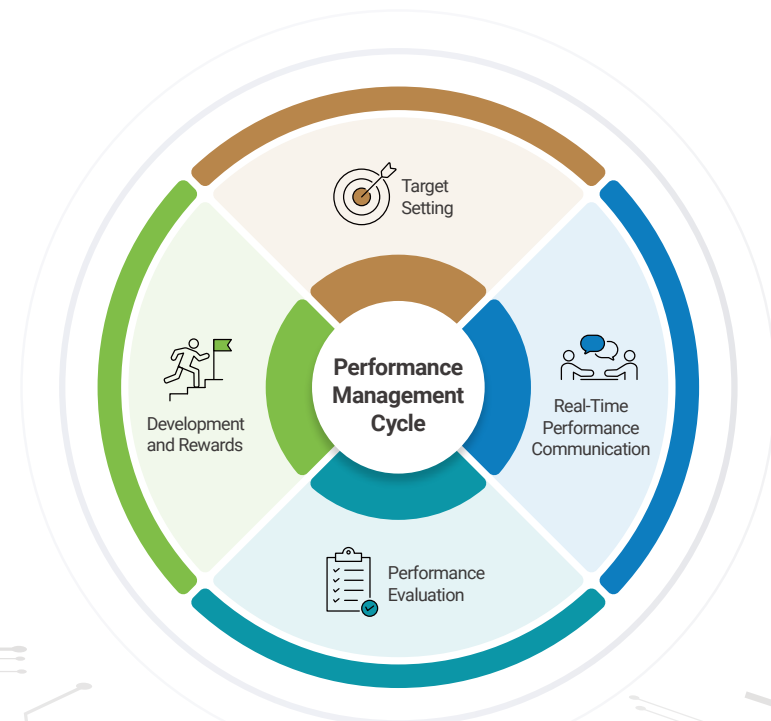 Target
Setting
Performance
Management
Cycle
Real-Time
Performance
Communication
Performance
Evaluation
Development
and Rewards